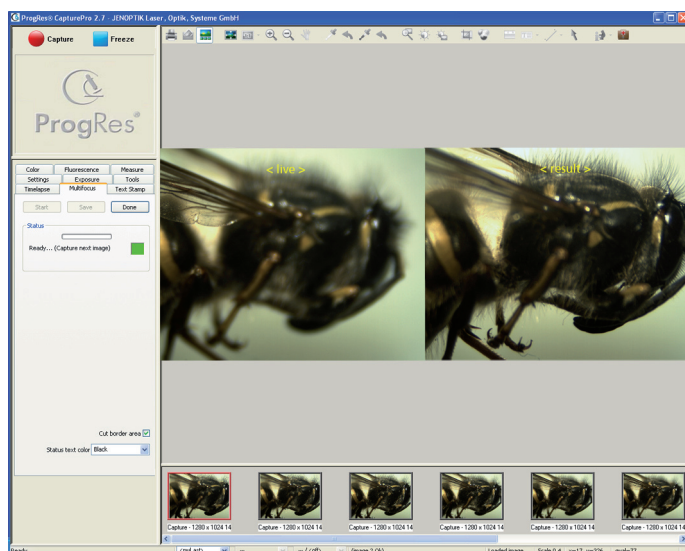 ProgRes® CapturePro 2.7 - JENOPTIK Laser, Optik, Systeme GmbH
Capture
Freeze
ProgRes®
Color
Fluorescence
Measure
Settings
Exposure
Tools
Timelapse
Multifocus
Text Stamp
Start
Save
Done
Status
Ready... (Capture next image)
< live >
< result >
Cut border area
Status text color
Black
Capture - 1280 x 1024 14
Capture - 1280 x 1024 14
Capture - 1280 x 1024 14
Capture - 1280 x 1024 14
Capture - 1280 x 1024 14
Capture - 1280 x 1024 14